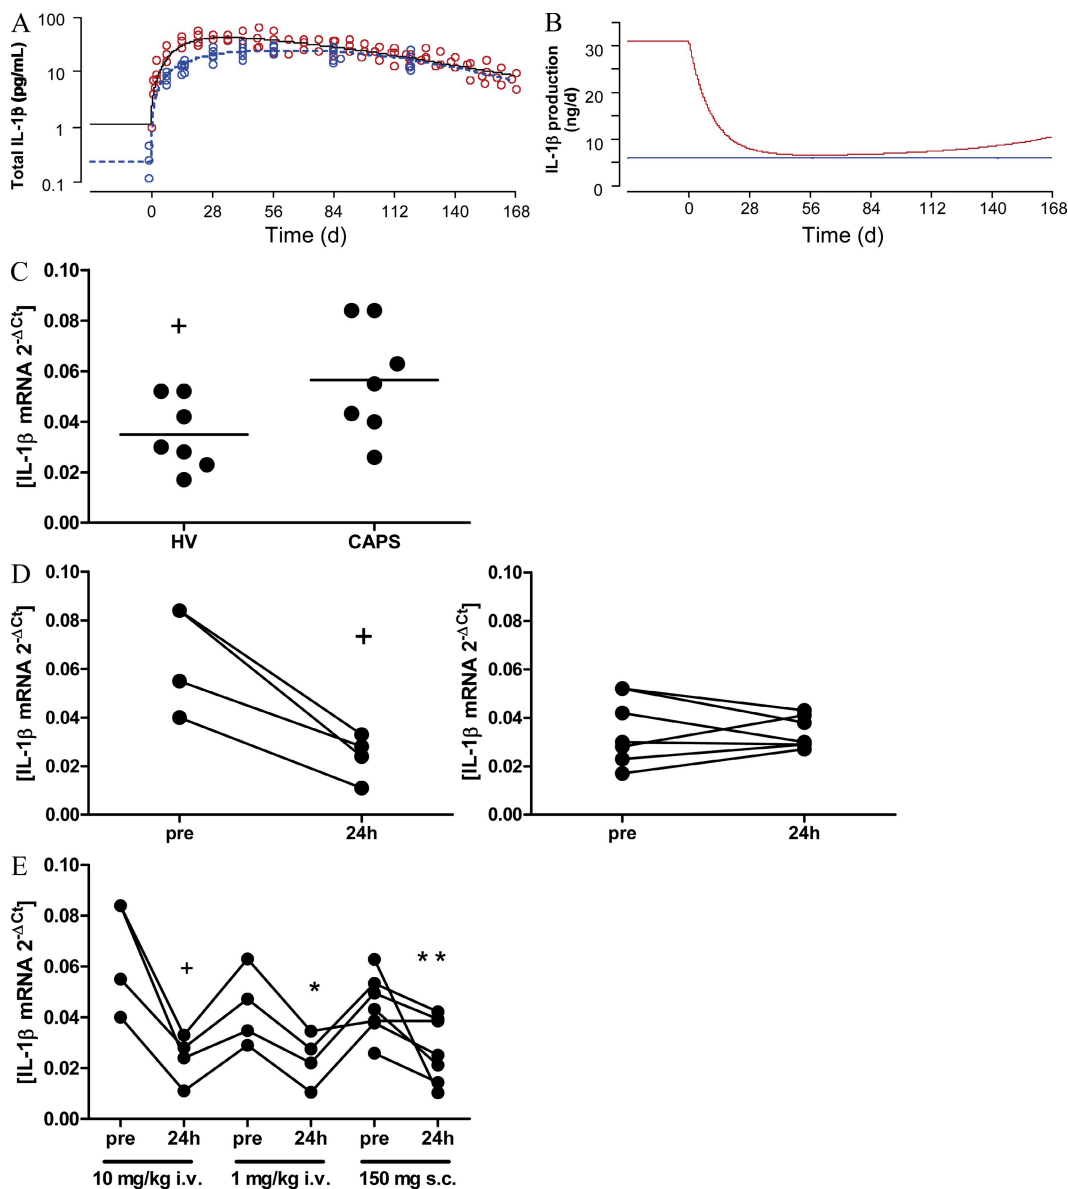 A
Total IL-1β (pg/mL)
100
10
1
0.1
0 28 56 84 112 140 168
Time (d)
B
IL-1β production
(ng/d)
30
20
10
0
0 28 56 84 112 140 168
Time (d)
C
[IL-1β mRNA 2-ΔCt]
0.10
0.08
0.06
0.04
0.02
0.00
+
HV CAPS
D
[IL-1β mRNA 2-ΔCt]
0.10
0.08
0.06
0.04
0.02
0.00
+
pre 24h
[IL-1β mRNA 2-ΔCt]
0.10
0.08
0.06
0.04
0.02
0.00
pre 24h
E
[IL-1β mRNA 2-ΔCt]
0.10
0.08
0.06
0.04
0.02
0.00
+ * * *
pre 24h pre 24h pre 24h
10 mg/kg i.v. 1 mg/kg i.v. 150 mg s.c.